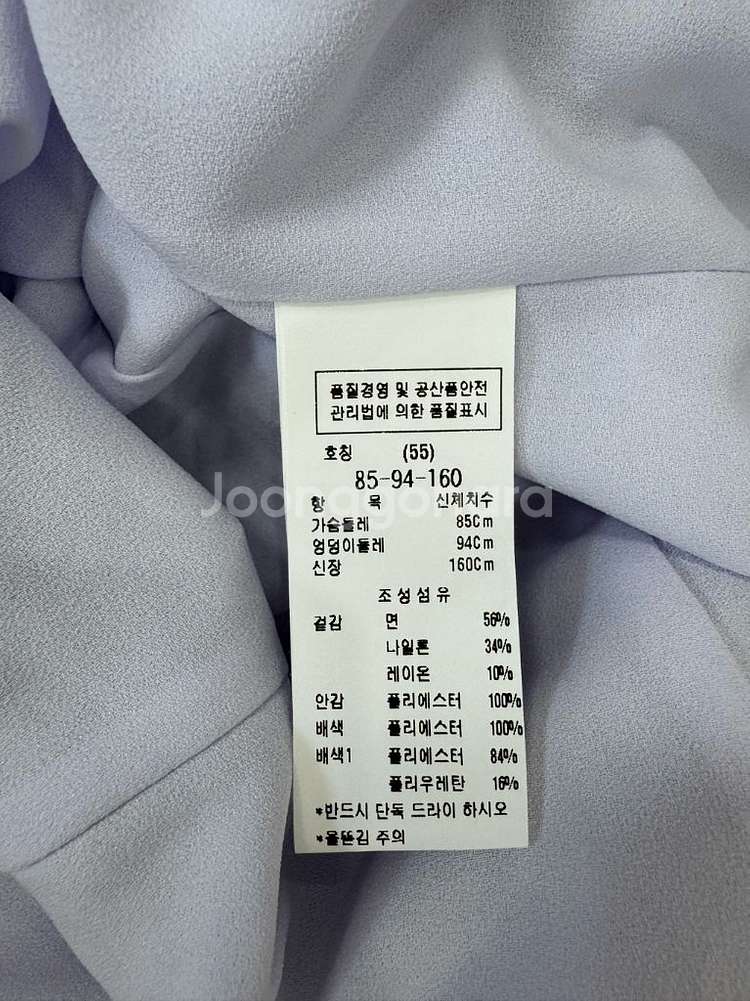 품질경영 및 공산품안전
관리법에 의한 품질표시
호칭 (55)
85-94-160
항 목 신체치수
가슴둘레 85Cm
엉덩이둘레 94Cm
신장 160Cm
조성섬유
겉감 면 56%
나일론 34%
레이온 10%
안감 폴리에스터 100%
배색 폴리에스터 100%
배색1 폴리에스터 84%
폴리우레탄 16%
*반드시 단독 드라이 하시오
*올뜯김 주의
Joonggonara